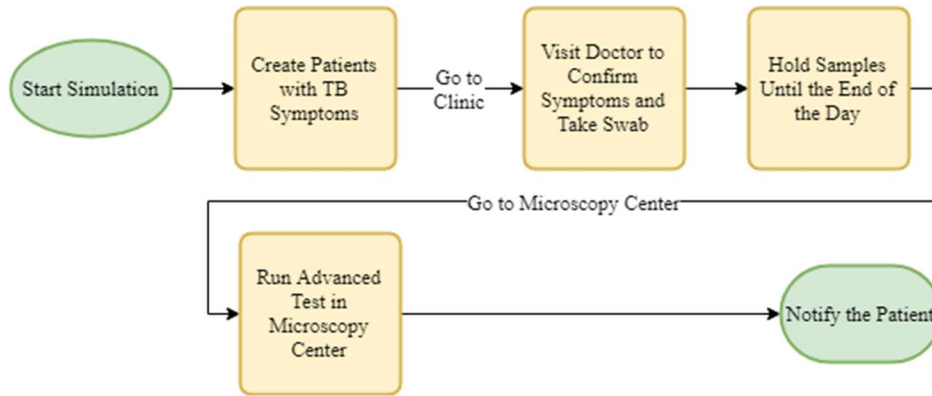 Start Simulation
Create Patients
with TB
Symptoms
Go to
Clinic
Visit Doctor to
Confirm
Symptoms and
Take Swab
Hold Samples
Until the End of
the Day
Go to Microscopy Center
Run Advanced
Test in
Microscopy
Center
Notify the Patient